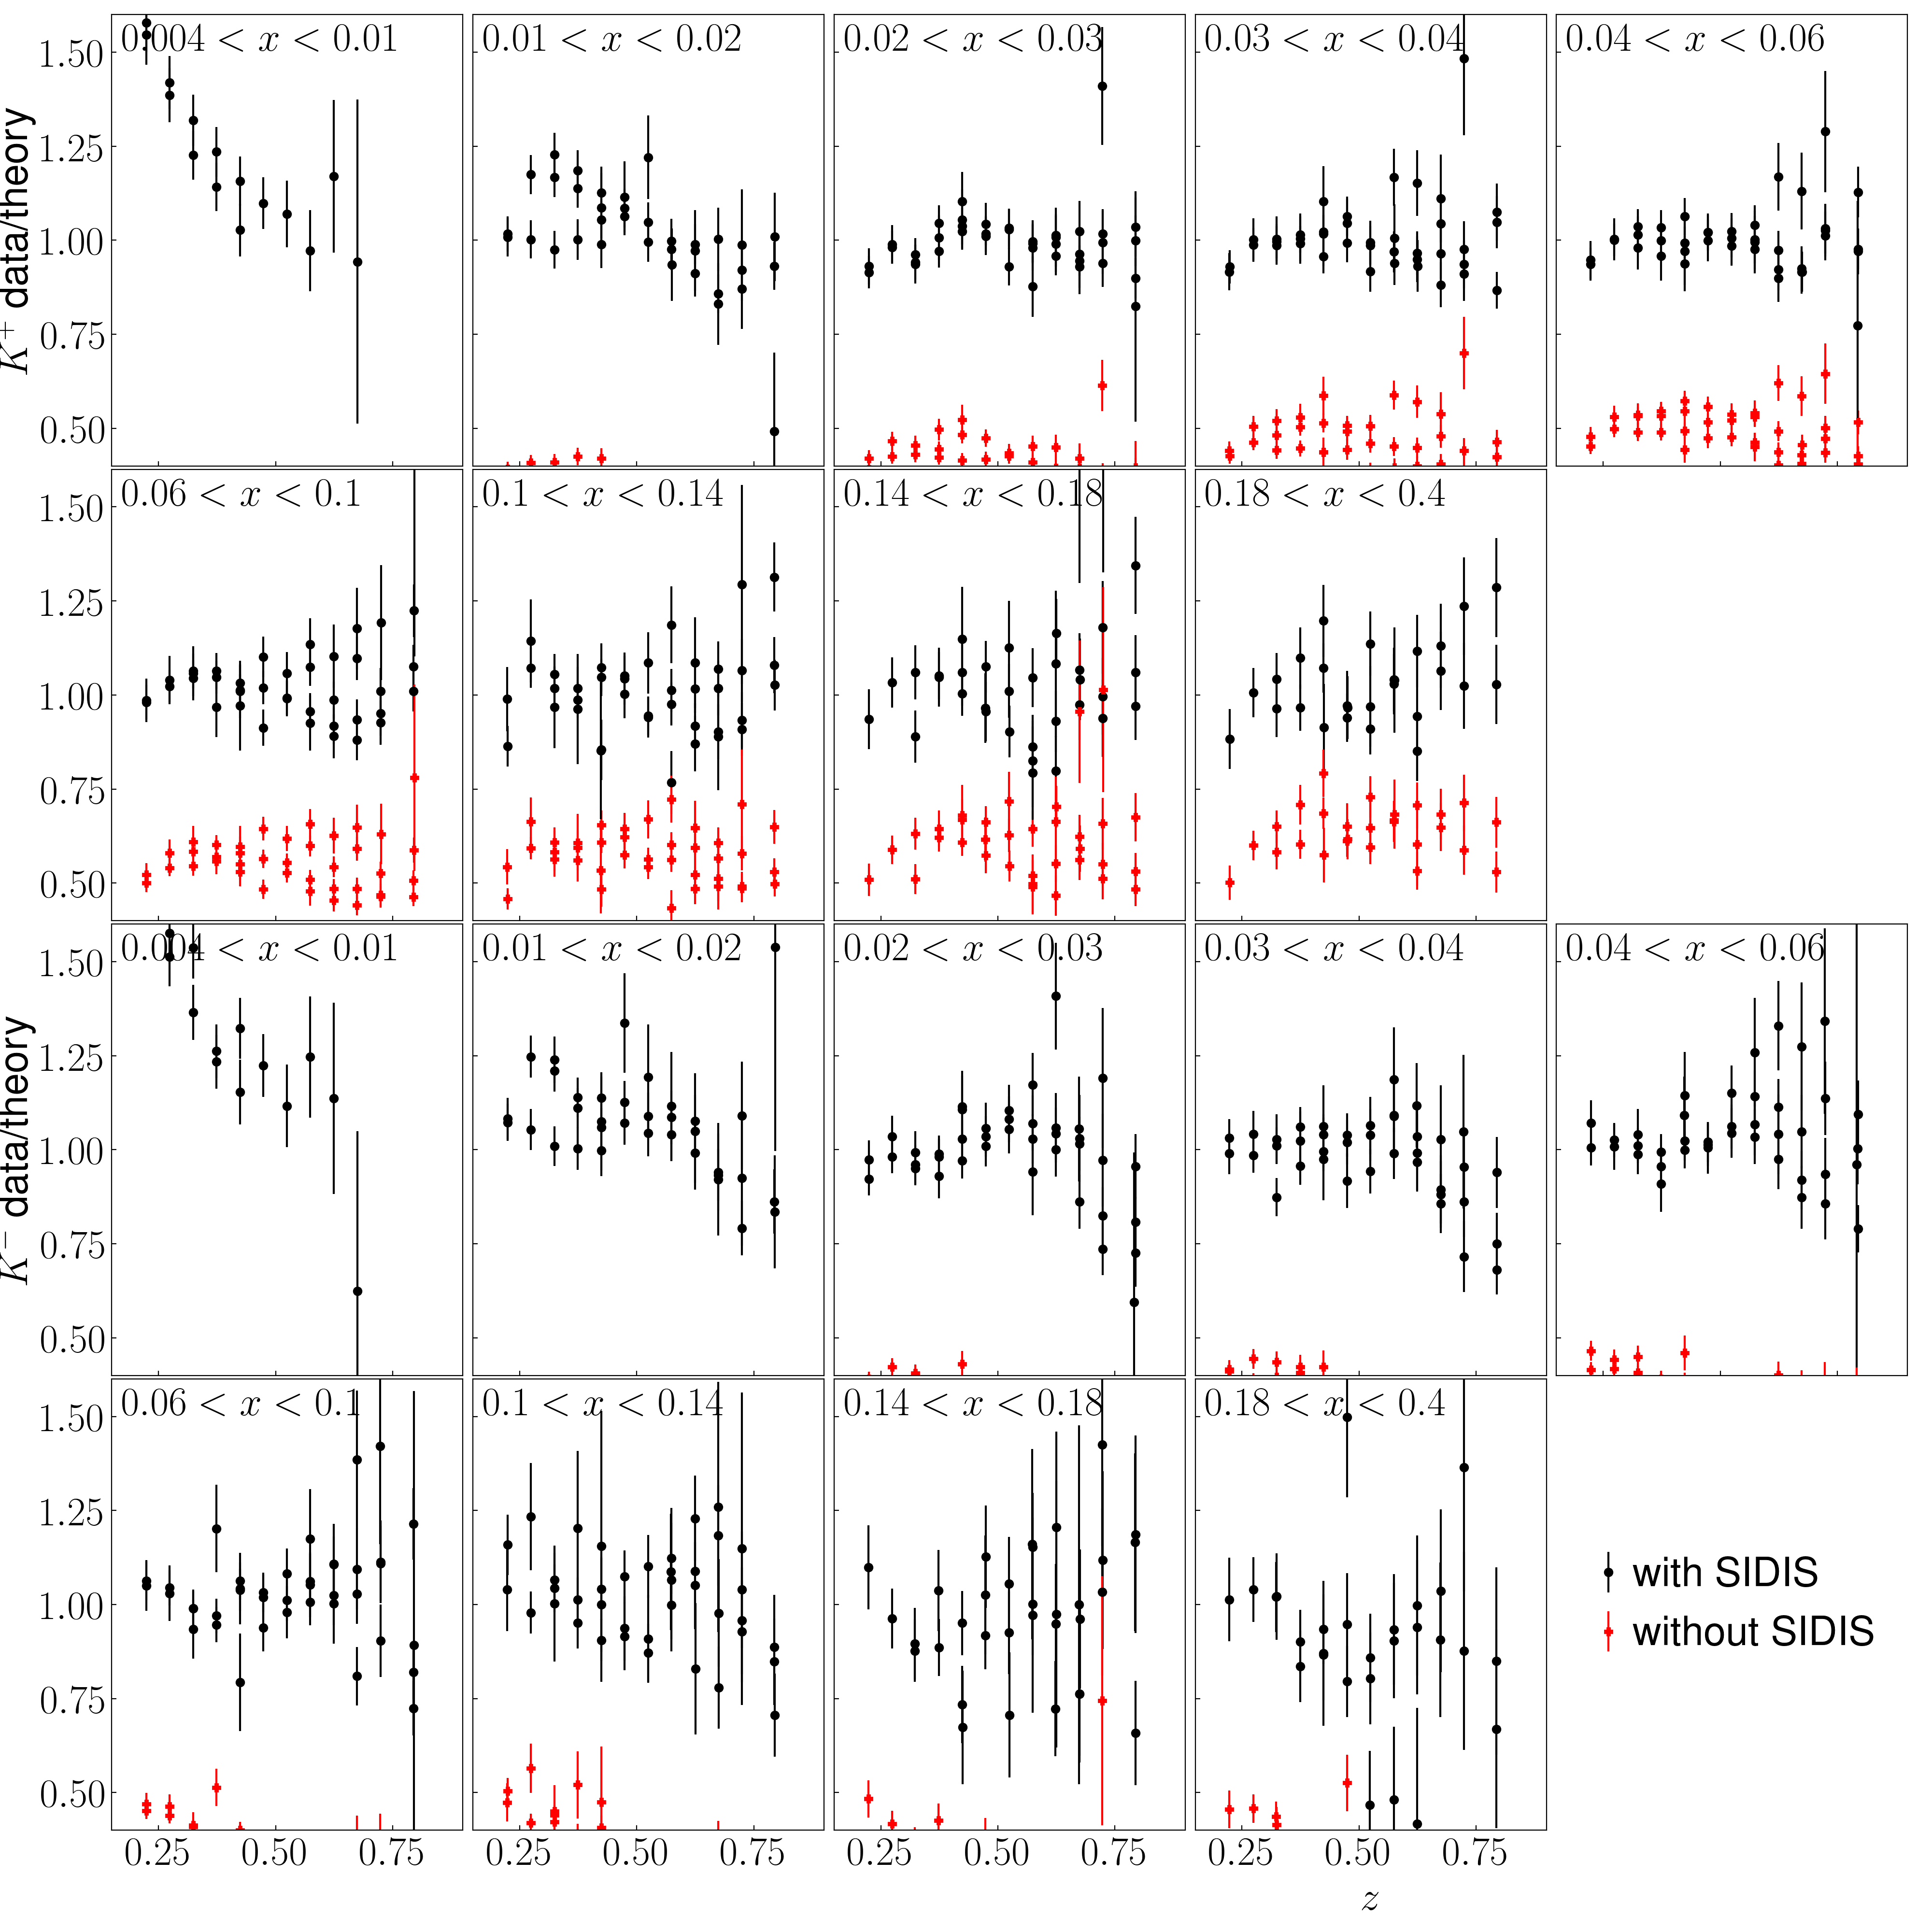 K⁺ data/theory
0.004 < x < 0.01
0.01 < x < 0.02
0.02 < x < 0.03
0.03 < x < 0.04
0.04 < x < 0.06
1.50
1.25
1.00
0.75
0.50
0.06 < x < 0.1
0.1 < x < 0.14
0.14 < x < 0.18
0.18 < x < 0.4
1.50
1.25
1.00
0.75
0.50
K⁻ data/theory
0.004 < x < 0.01
0.01 < x < 0.02
0.02 < x < 0.03
0.03 < x < 0.04
0.04 < x < 0.06
1.50
1.25
1.00
0.75
0.50
0.06 < x < 0.1
0.1 < x < 0.14
0.14 < x < 0.18
0.18 < x < 0.4
1.50
1.25
1.00
0.75
0.50
with SIDIS
without SIDIS
0.25 0.50 0.75
0.25 0.50 0.75
0.25 0.50 0.75
0.25 0.50 0.75
z